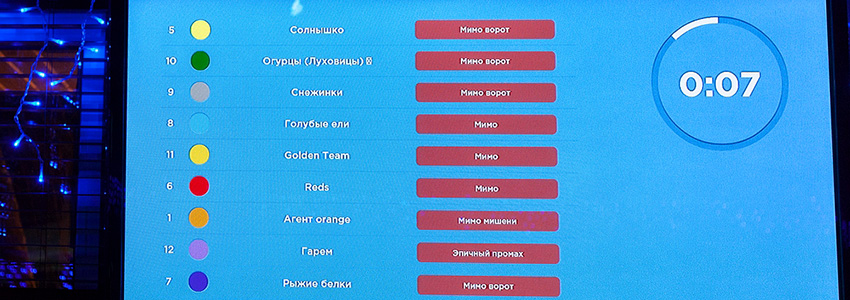 5 Солнышко Мимо ворот
10 Огурцы (Луховицы) Мимо ворот
0:07
9 Снежинки Мимо ворот
8 Голубые ели Мимо
11 Golden Team Мимо
6 Reds Мимо
1 Агент orange Мимо мишени
12 Гарем Эпичный промах
7 Рыжие белки Мимо ворот